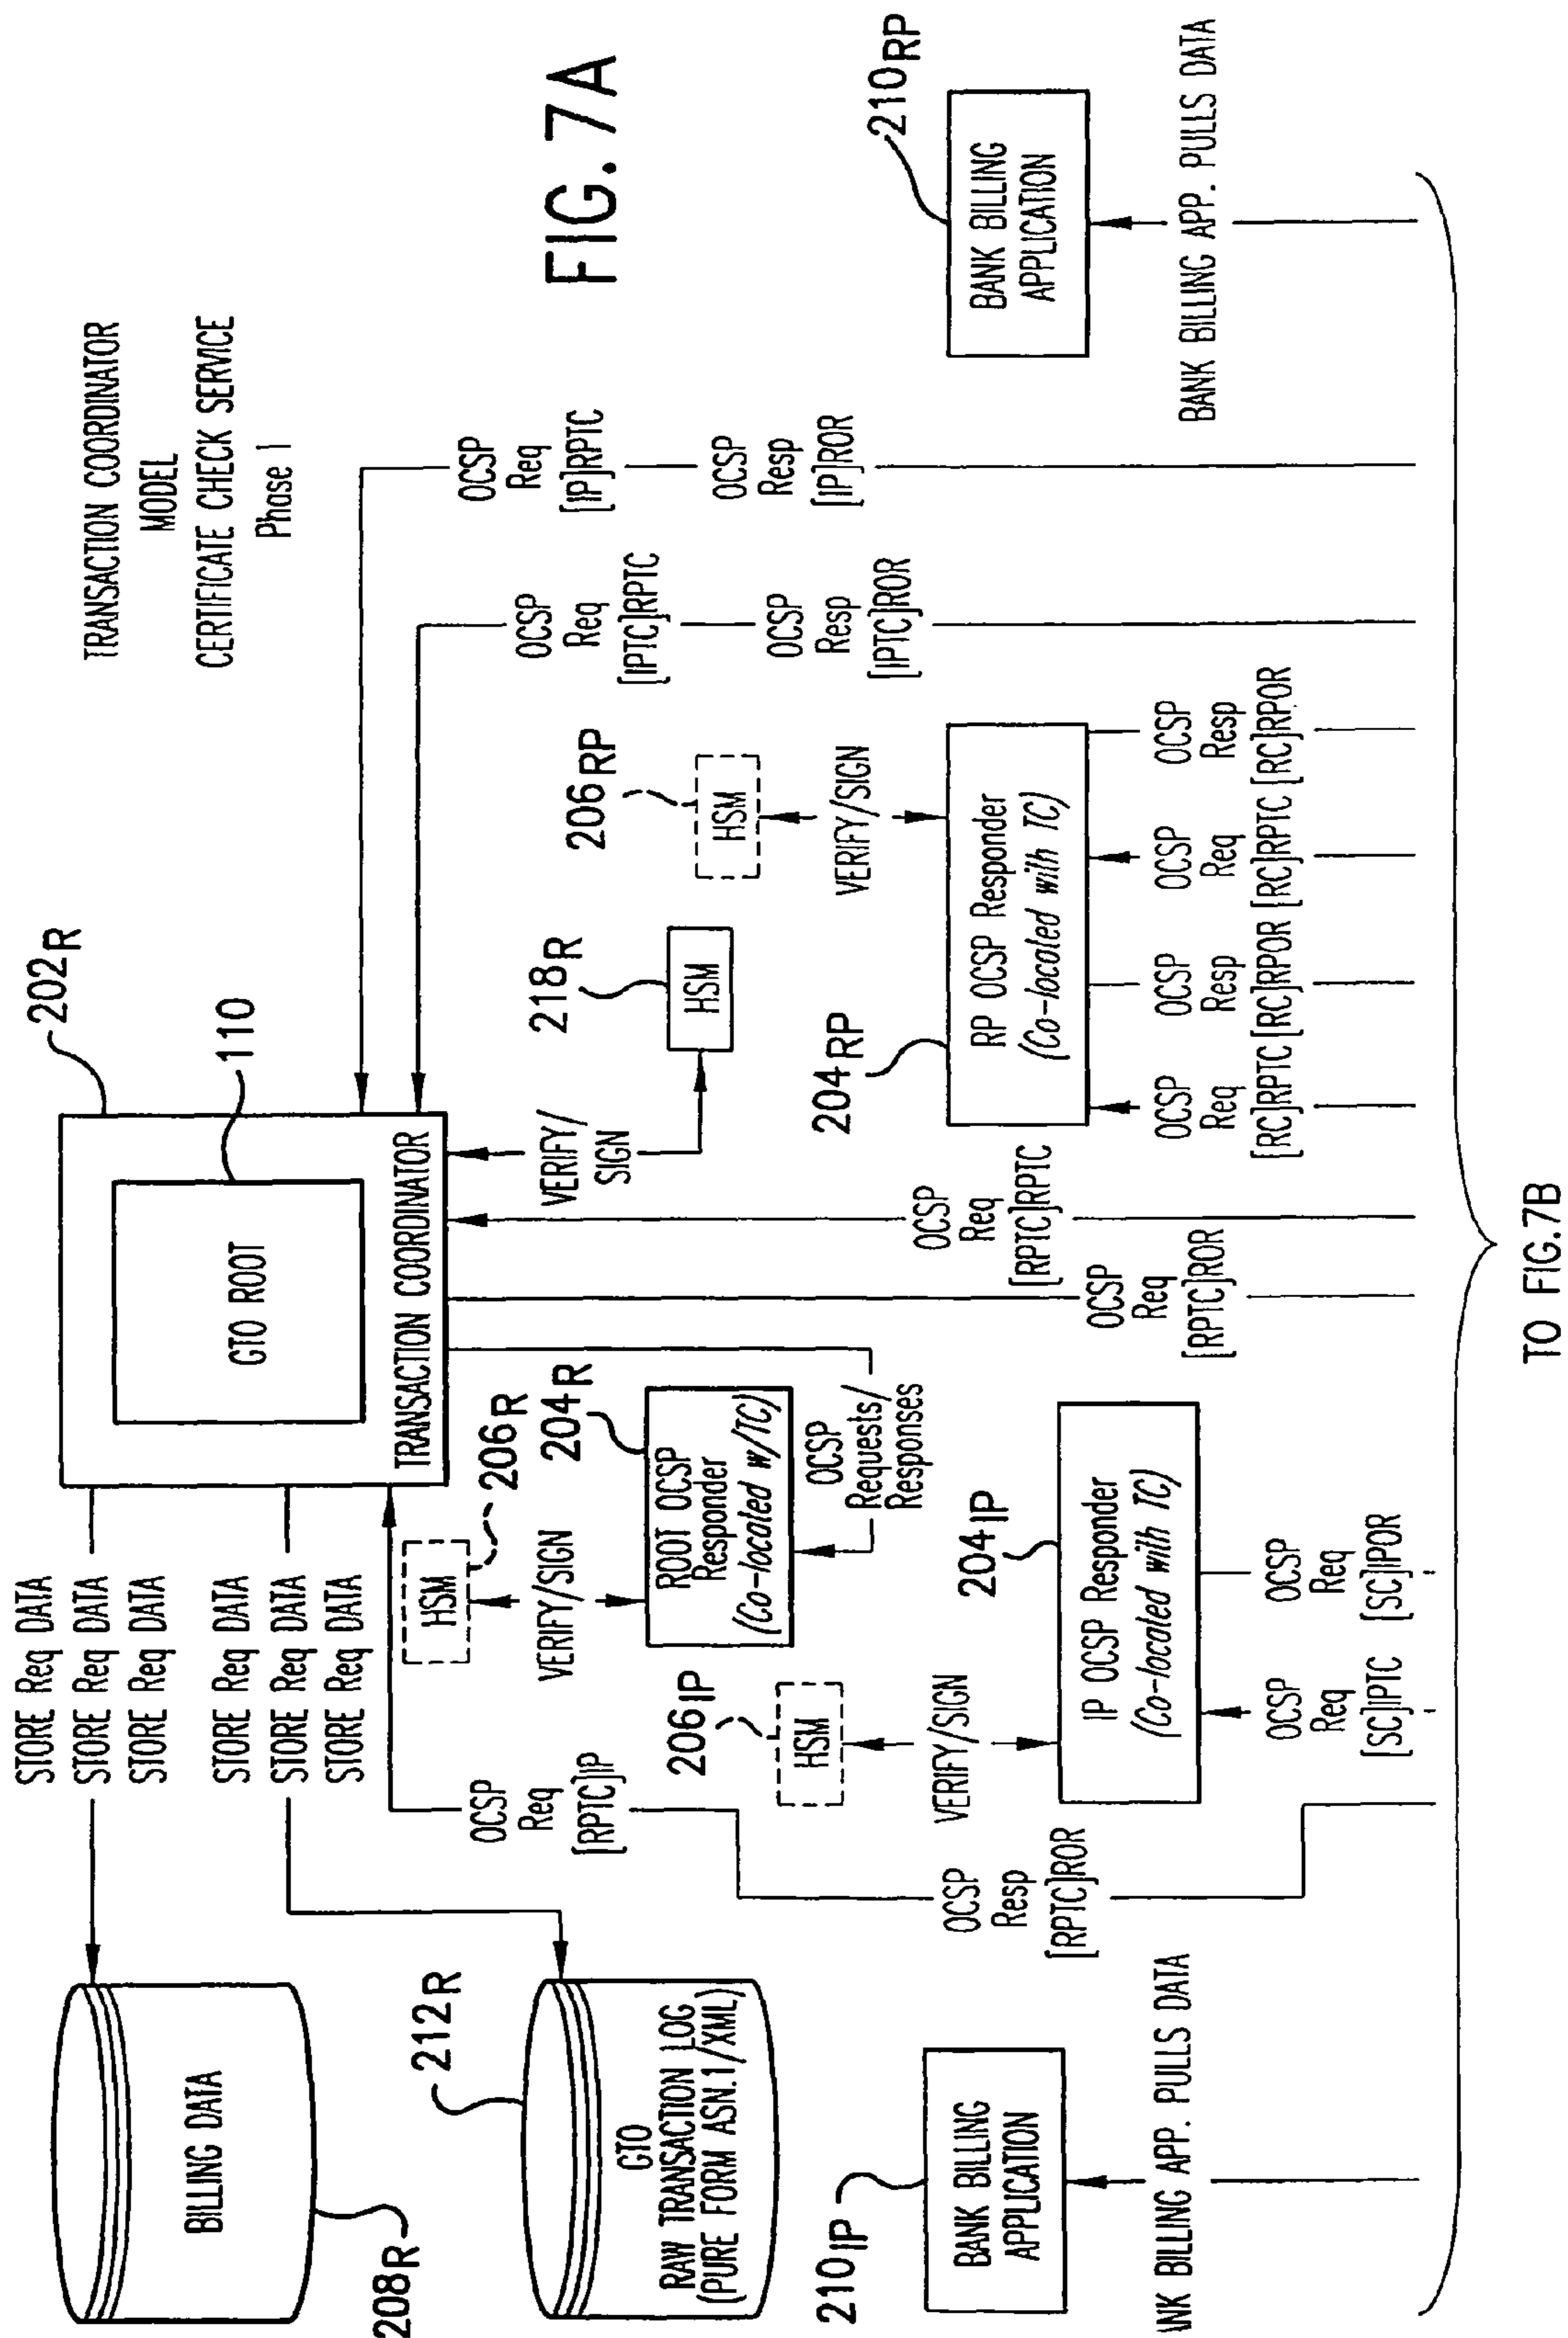 FIG. 7A
TRANSACTION COORDINATOR
MODEL
CERTIFICATE CHECK SERVICE
Phase 1
STORE Req DATA
STORE Req DATA
STORE Req DATA
STORE Req DATA
STORE Req DATA
STORE Req DATA
BILLING DATA
208R
202R
110
GTO ROOT
TRANSACTION COORDINATOR
212R
GTO
RAW TRANSACTION LOG
(PURE FORM ASN.1/XML)
OCSP
Req
[RPTC]IP
HSM
206R
VERIFY/SIGN
204R
ROOT OCSP
Responder
(Co-located w/TC)
OCSP
Requests/
Responses
VERIFY/
SIGN
218R
HSM
206RP
HSM
VERIFY/SIGN
OCSP
Req
[IPTC]RPTC
OCSP
Resp
[IPTC]ROR
OCSP
Req
[IP]RPTC
OCSP
Resp
[IP]ROR
206IP
HSM
VERIFY/SIGN
204IP
IP OCSP Responder
(Co-located with TC)
OCSP
Resp
[RPTC]ROR
OCSP
Req
[RPTC]RPTC
OCSP
Req
[RPTC]ROR
204RP
RP OCSP Responder
(Co-located with TC)
210RP
BANK BILLING
APPLICATION
BANK BILLING APP. PULLS DATA
210IP
BANK BILLING
APPLICATION
ANK BILLING APP. PULLS DATA
OCSP
Req
[SC]IPTC
OCSP
Req
[SC]IPOR
OCSP
Req
[RC]RPTC
OCSP
Resp
[RC]RPOR
OCSP
Req
[RC]RPTC
OCSP
Resp
[RC]RPOR
TO FIG.7B